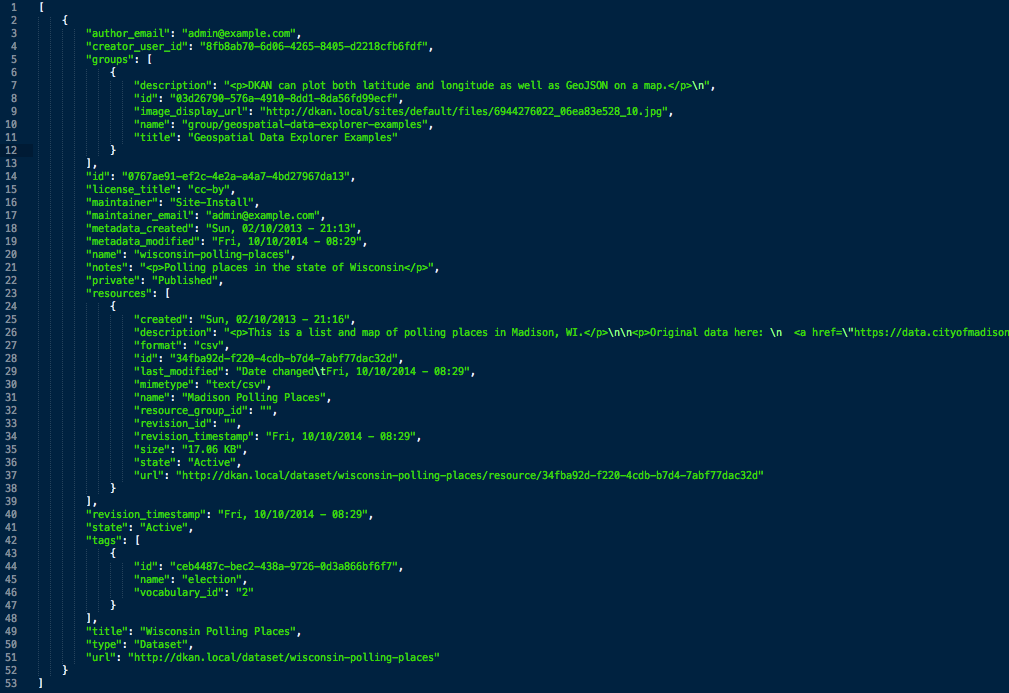 1 [
2 {
3 "author_email": "admin@example.com",
4 "creator_user_id": "8fb8ab70-6d06-4265-8405-d2218cfb6fdf",
5 "groups": [
6 {
7 "description": "<p>DKAN can plot both latitude and longitude as well as GeoJSON on a map.</p>\n",
8 "id": "03d26790-576a-4910-8dd1-8da56fd99ecf",
9 "image_display_url": "http://dkan.local/sites/default/files/6944276022_06ea83e528_10.jpg",
10 "name": "group/geospatial-data-explorer-examples",
11 "title": "Geospatial Data Explorer Examples"
12 }
13 ],
14 "id": "0767ae91-ef2c-4e2a-a4a7-4bd27967da13",
15 "license_title": "cc-by",
16 "maintainer": "Site-Install",
17 "maintainer_email": "admin@example.com",
18 "metadata_created": "Sun, 02/10/2013 - 21:13",
19 "metadata_modified": "Fri, 10/10/2014 - 08:29",
20 "name": "wisconsin-polling-places",
21 "notes": "<p>Polling places in the state of Wisconsin</p>",
22 "private": "Published",
23 "resources": [
24 {
25 "created": "Sun, 02/10/2013 - 21:16",
26 "description": "<p>This is a list and map of polling places in Madison, WI.</p>\n\n<p>Original data here: \n  <a href=\"https://data.cityofmadison
27 "format": "csv",
28 "id": "34fba92d-f220-4cdb-b7d4-7abf77dac32d",
29 "last_modified": "Date changed\tFri, 10/10/2014 - 08:29",
30 "mimetype": "text/csv",
31 "name": "Madison Polling Places",
32 "resource_group_id": "",
33 "revision_id": "",
34 "revision_timestamp": "Fri, 10/10/2014 - 08:29",
35 "size": "17.06 KB",
36 "state": "Active",
37 "url": "http://dkan.local/dataset/wisconsin-polling-places/resource/34fba92d-f220-4cdb-b7d4-7abf77dac32d"
38 }
39 ],
40 "revision_timestamp": "Fri, 10/10/2014 - 08:29",
41 "state": "Active",
42 "tags": [
43 {
44 "id": "ceb4487c-bec2-438a-9726-0d3a866bf6f7",
45 "name": "election",
46 "vocabulary_id": "2"
47 }
48 ],
49 "title": "Wisconsin Polling Places",
50 "type": "Dataset",
51 "url": "http://dkan.local/dataset/wisconsin-polling-places"
52 }
53 ]